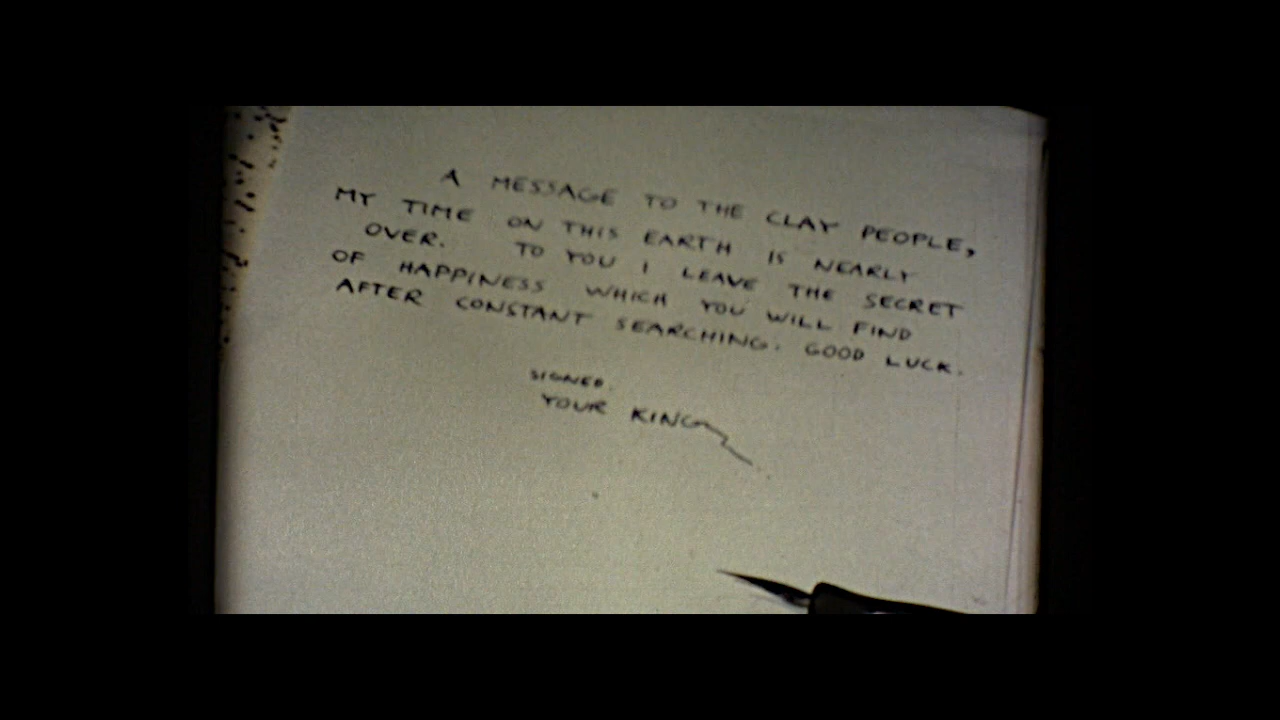 A MESSAGE TO THE CLAY PEOPLE,
MY TIME ON THIS EARTH IS NEARLY
OVER. TO YOU I LEAVE THE SECRET
OF HAPPINESS WHICH YOU WILL FIND
AFTER CONSTANT SEARCHING. GOOD LUCK.
SIGNED.
YOUR KING